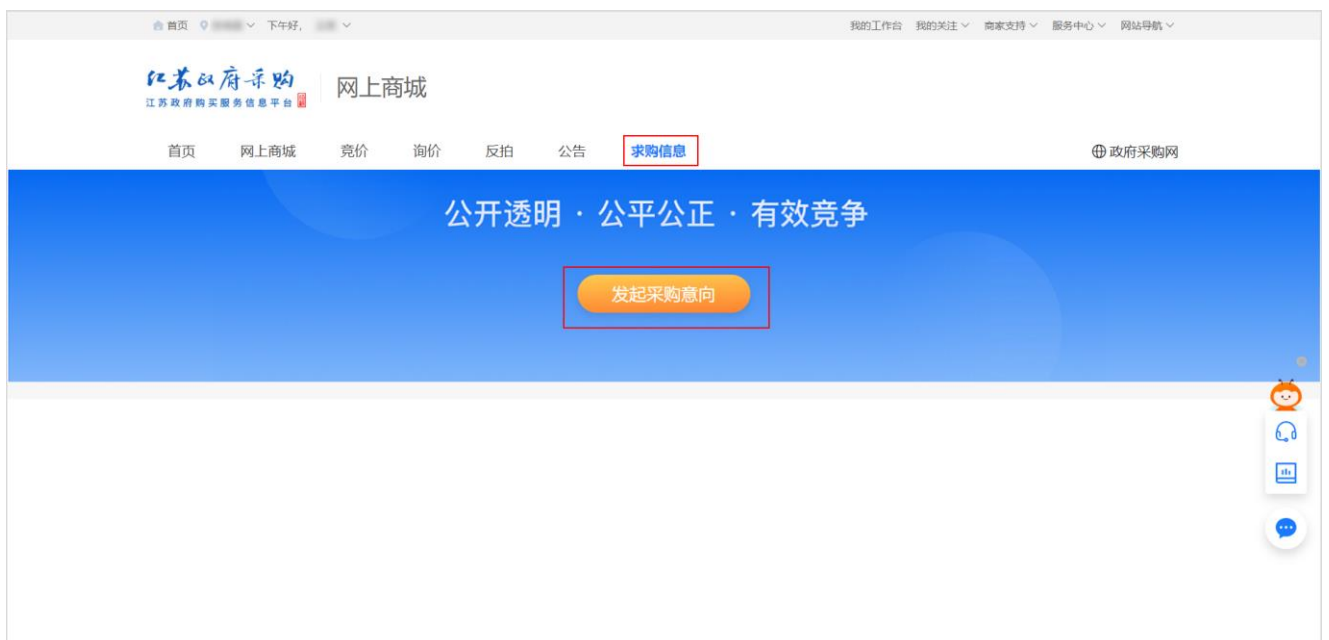 首页 下午好,
我的工作台 我的关注 商家支持 服务中心 网站导航
江苏政府采购
江苏政府购买服务信息平台
网上商城
首页 网上商城 竞价 询价 反拍 公告 求购信息 政府采购网
公开透明 · 公平公正 · 有效竞争
发起采购意向